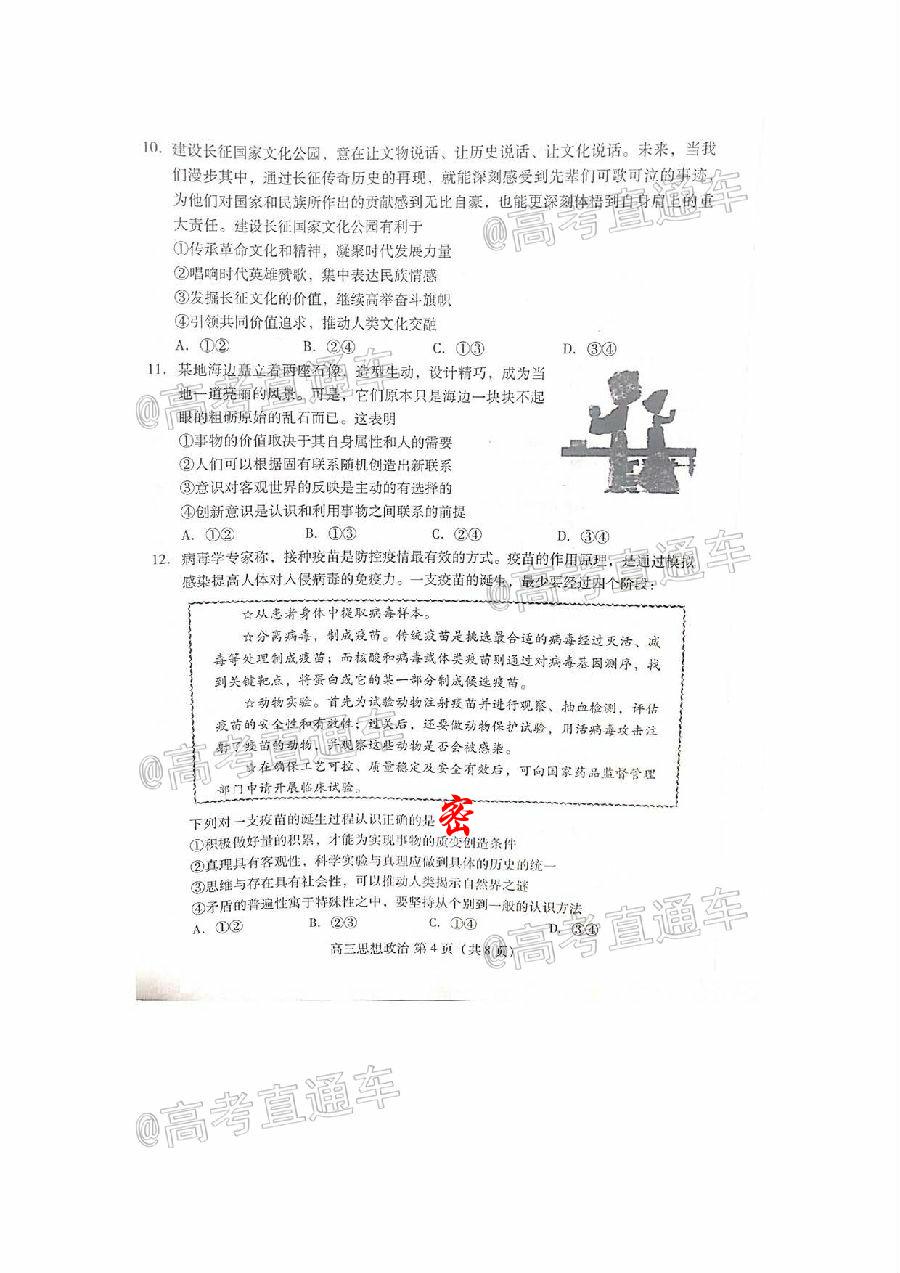 10. 建设长征国家文化公园，意在让文物说话、让历史说话、让文化说话。未来，当我
们漫步其中，通过长征传奇历史的再现，就能深刻感受到先辈们可歌可泣的事迹，
为他们对国家和民族所作出的贡献感到无比自豪，也能更深刻体悟到自身肩上的重
大责任。建设长征国家文化公园有利于
@高考直通车
①传承革命文化和精神，凝聚时代发展力量
②唱响时代英雄赞歌，集中表达民族情感
③发掘长征文化的价值，继续高举奋斗旗帜
④引领共同价值追求，推动人类文化交融
A. ①② B. ②④ C. ①③ D. ③④
11. 某地海边矗立着两座石像，造型生动，设计精巧，成为当
地一道亮丽的风景。可是，它们原本只是海边一块块不起
眼的粗砺原始的乱石而已。这表明
@高考直通车
①事物的价值取决于其自身属性和人的需要
②人们可以根据固有联系随机创造出新联系
③意识对客观世界的反映是主动的有选择的
④创新意识是认识和利用事物之间联系的前提
A. ①② B. ①③ C. ②④ D. ③④
12. 病毒学专家称，接种疫苗是防控疫情最有效的方式。疫苗的作用原理，是通过模拟
感染提高人体对入侵病毒的免疫力。一支疫苗的诞生，最少要经过四个阶段：
@高考直通车
☆从患者身体中提取病毒样本。
☆分离病毒，制成疫苗。传统疫苗是挑选最合适的病毒经过灭活、减
毒等处理制成疫苗；而核酸和病毒载体类疫苗则通过对病毒基因测序，找
到关键靶点，将蛋白或它的某一部分制成候选疫苗。
☆动物实验。首先为试验动物注射疫苗并进行观察、抽血检测，评估
疫苗的安全性和有效性；过关后，还要做动物保护试验，用活病毒攻击注
射了疫苗的动物，并观察这些动物是否会被感染。
☆在确保工艺可控、质量稳定及安全有效后，可向国家药品监督管理
部门申请开展临床试验。
@高考直通车
密
下列对一支疫苗的诞生过程认识正确的是
①积极做好量的积累，才能为实现事物的质变创造条件
②真理具有客观性，科学实验与真理应做到具体的历史的统一
③思维与存在具有社会性，可以推动人类揭示自然界之谜
④矛盾的普遍性寓于特殊性之中，要坚持从个别到一般的认识方法
A. ①② B. ②③ C. ①④ D. ③④
@高考直通车
高三思想政治 第 4 页（共 8 页）
@高考直通车